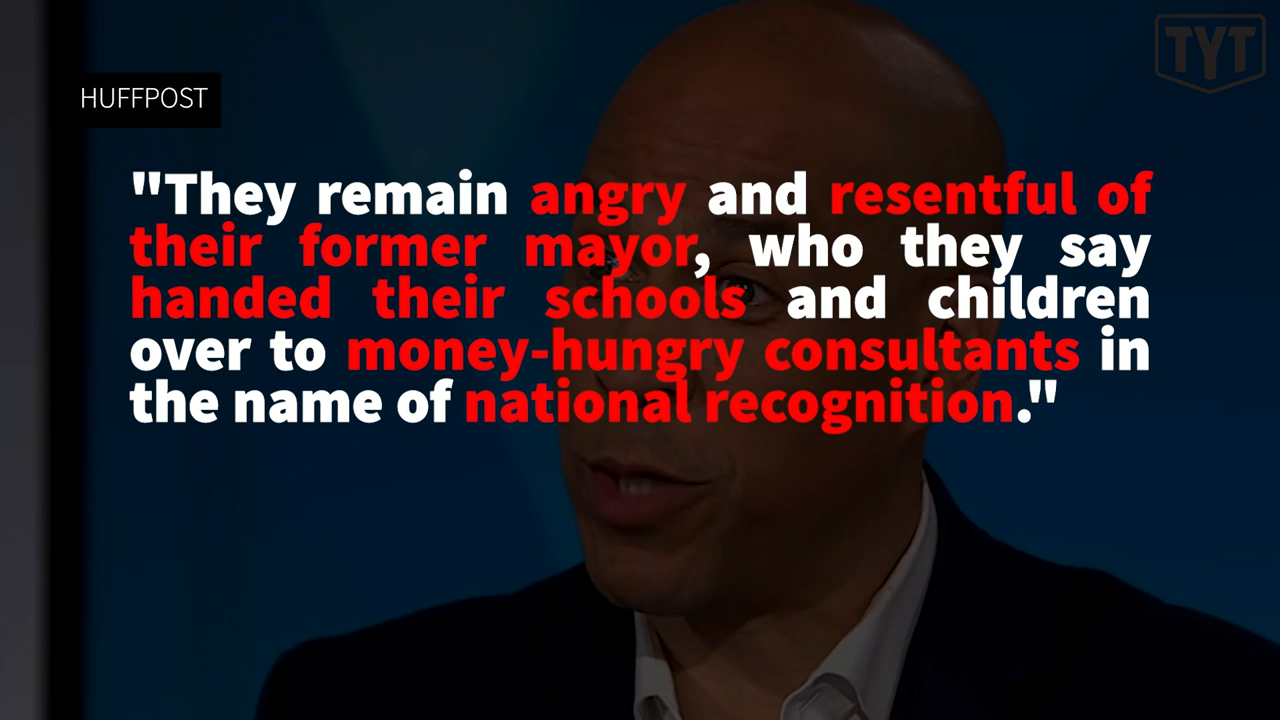 TYT
HUFFPOST
"They remain angry and resentful of
their former mayor, who they say
handed their schools and children
over to money-hungry consultants in
the name of national recognition."